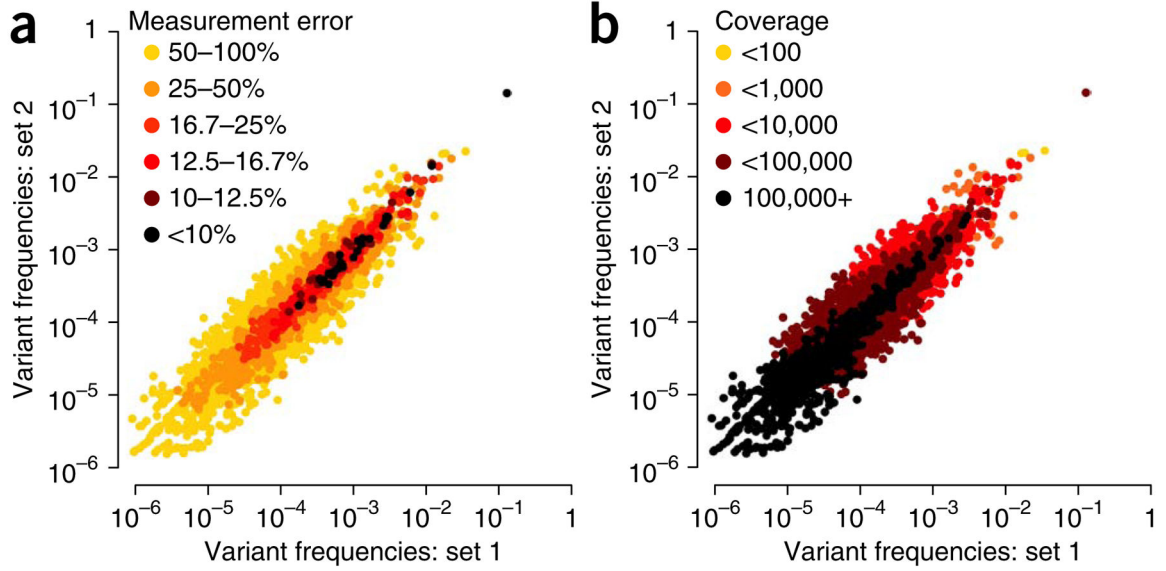 a
Measurement error
50–100%
25–50%
16.7–25%
12.5–16.7%
10–12.5%
<10%
Variant frequencies: set 2
1
10⁻¹
10⁻²
10⁻³
10⁻⁴
10⁻⁵
10⁻⁶
10⁻⁶ 10⁻⁵ 10⁻⁴ 10⁻³ 10⁻² 10⁻¹ 1
Variant frequencies: set 1
b
Coverage
<100
<1,000
<10,000
<100,000
100,000+
Variant frequencies: set 2
1
10⁻¹
10⁻²
10⁻³
10⁻⁴
10⁻⁵
10⁻⁶
10⁻⁶ 10⁻⁵ 10⁻⁴ 10⁻³ 10⁻² 10⁻¹ 1
Variant frequencies: set 1